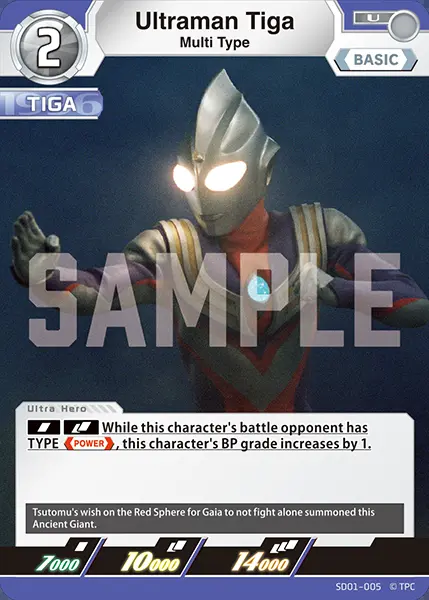 Ultraman Tiga
Multi Type
2
U
BASIC
1996
TIGA
SAMPLE
Ultra Hero
While this character's battle opponent has
TYPE POWER, this character's BP grade increases by 1.
Tsutomu's wish on the Red Sphere for Gaia to not fight alone summoned this
Ancient Giant.
7000
10000
14000
SD01-005 © TPC